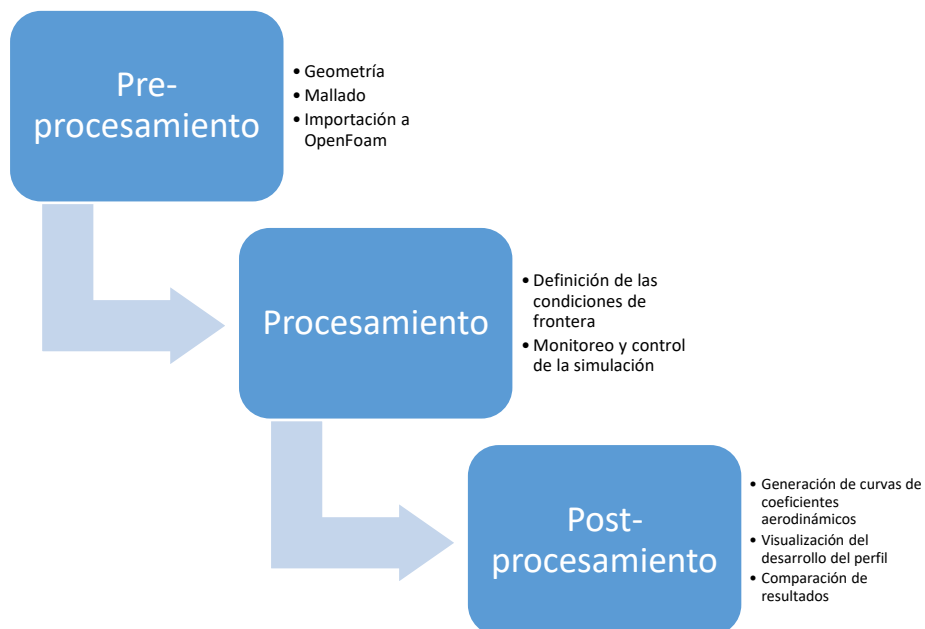 Pre-
procesamiento
• Geometría
• Mallado
• Importación a
OpenFoam
Procesamiento
• Definición de las
condiciones de
frontera
• Monitoreo y control
de la simulación
Post-
procesamiento
• Generación de curvas de
coeficientes
aerodinámicos
• Visualización del
desarrollo del perfil
• Comparación de
resultados